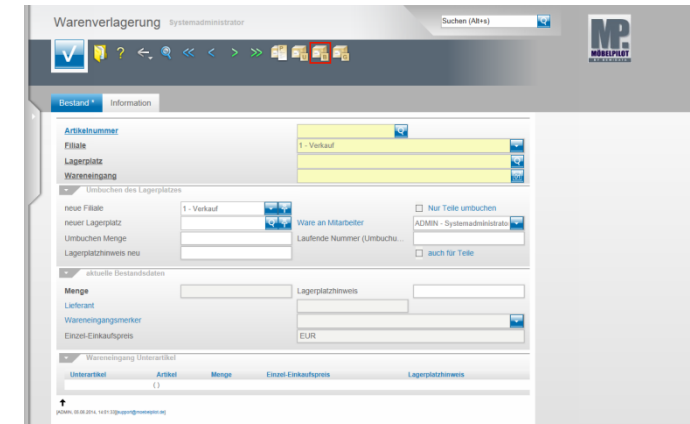 Warenverlagerung Systemadministrator Suchen (Alt+s)
MP.
MÖBELPILOT
?
Bestand * Information
Artikelnummer
Filiale 1 - Verkauf
Lagerplatz
Wareneingang
Umbuchen des Lagerplatzes
neue Filiale 1 - Verkauf Nur Teile umbuchen
neuer Lagerplatz Ware an Mitarbeiter ADMIN - Systemadministrato
Umbuchen Menge Laufende Nummer (Umbuchu...
Lagerplatzhinweis neu auch für Teile
aktuelle Bestandsdaten
Menge Lagerplatzhinweis
Lieferant
Wareneingangsmerker
Einzel-Einkaufspreis EUR
Wareneingang Unterartikel
Unterartikel Artikel Menge Einzel-Einkaufspreis Lagerplatzhinweis
( )